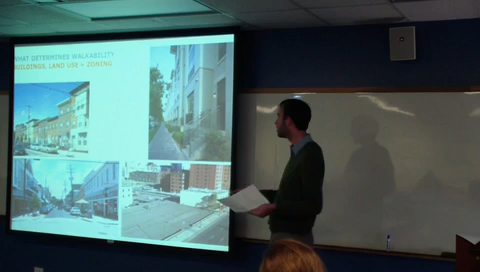 WHAT DETERMINES WALKABILITY
BUILDINGS, LAND USE + ZONING